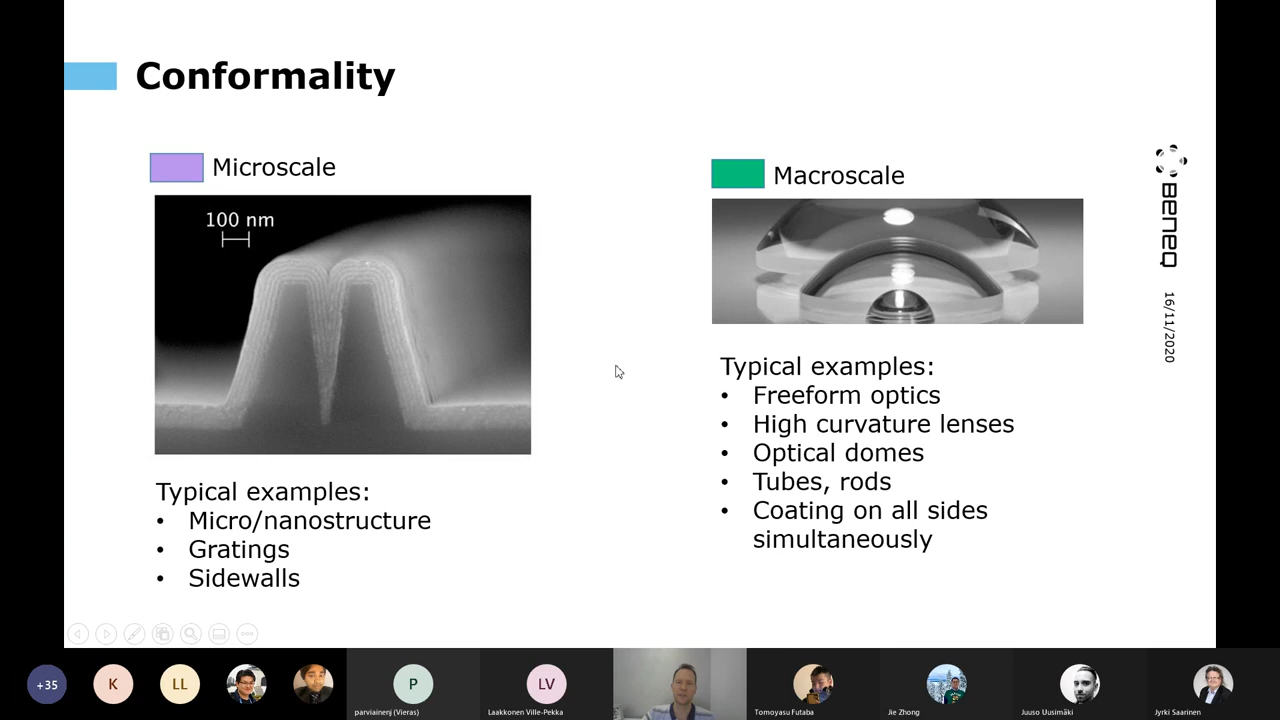 Conformality
Microscale
100 nm
Typical examples:
• Micro/nanostructure
• Gratings
• Sidewalls
Macroscale
Typical examples:
• Freeform optics
• High curvature lenses
• Optical domes
• Tubes, rods
• Coating on all sides
simultaneously
Beneq
16/11/2020
+35
K
LL
P
parviainenj (Vieras)
LV
Laakkonen Ville-Pekka
Tomoyasu Futaba
Jie Zhong
Juuso Uusimäki
Jyrki Saarinen